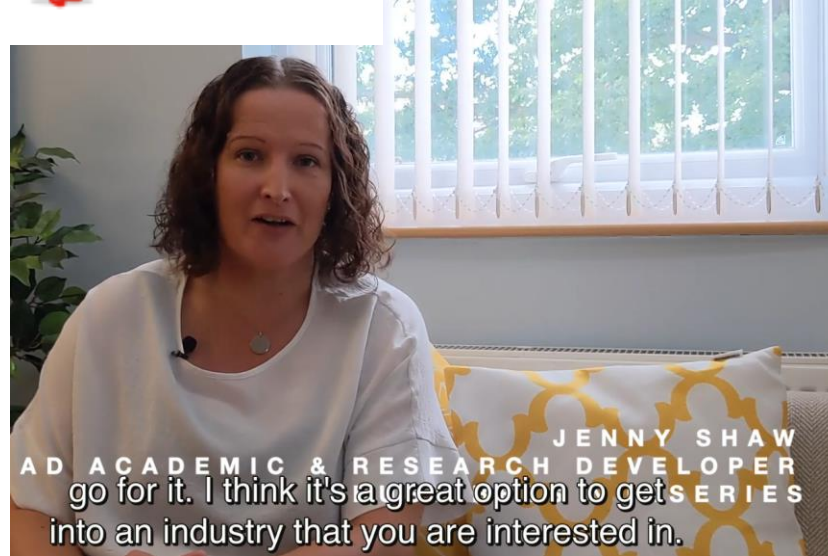 JENNY SHAW
AD ACADEMIC & RESEARCH DEVELOPER
SERIES
go for it. I think it's a great option to get
into an industry that you are interested in.